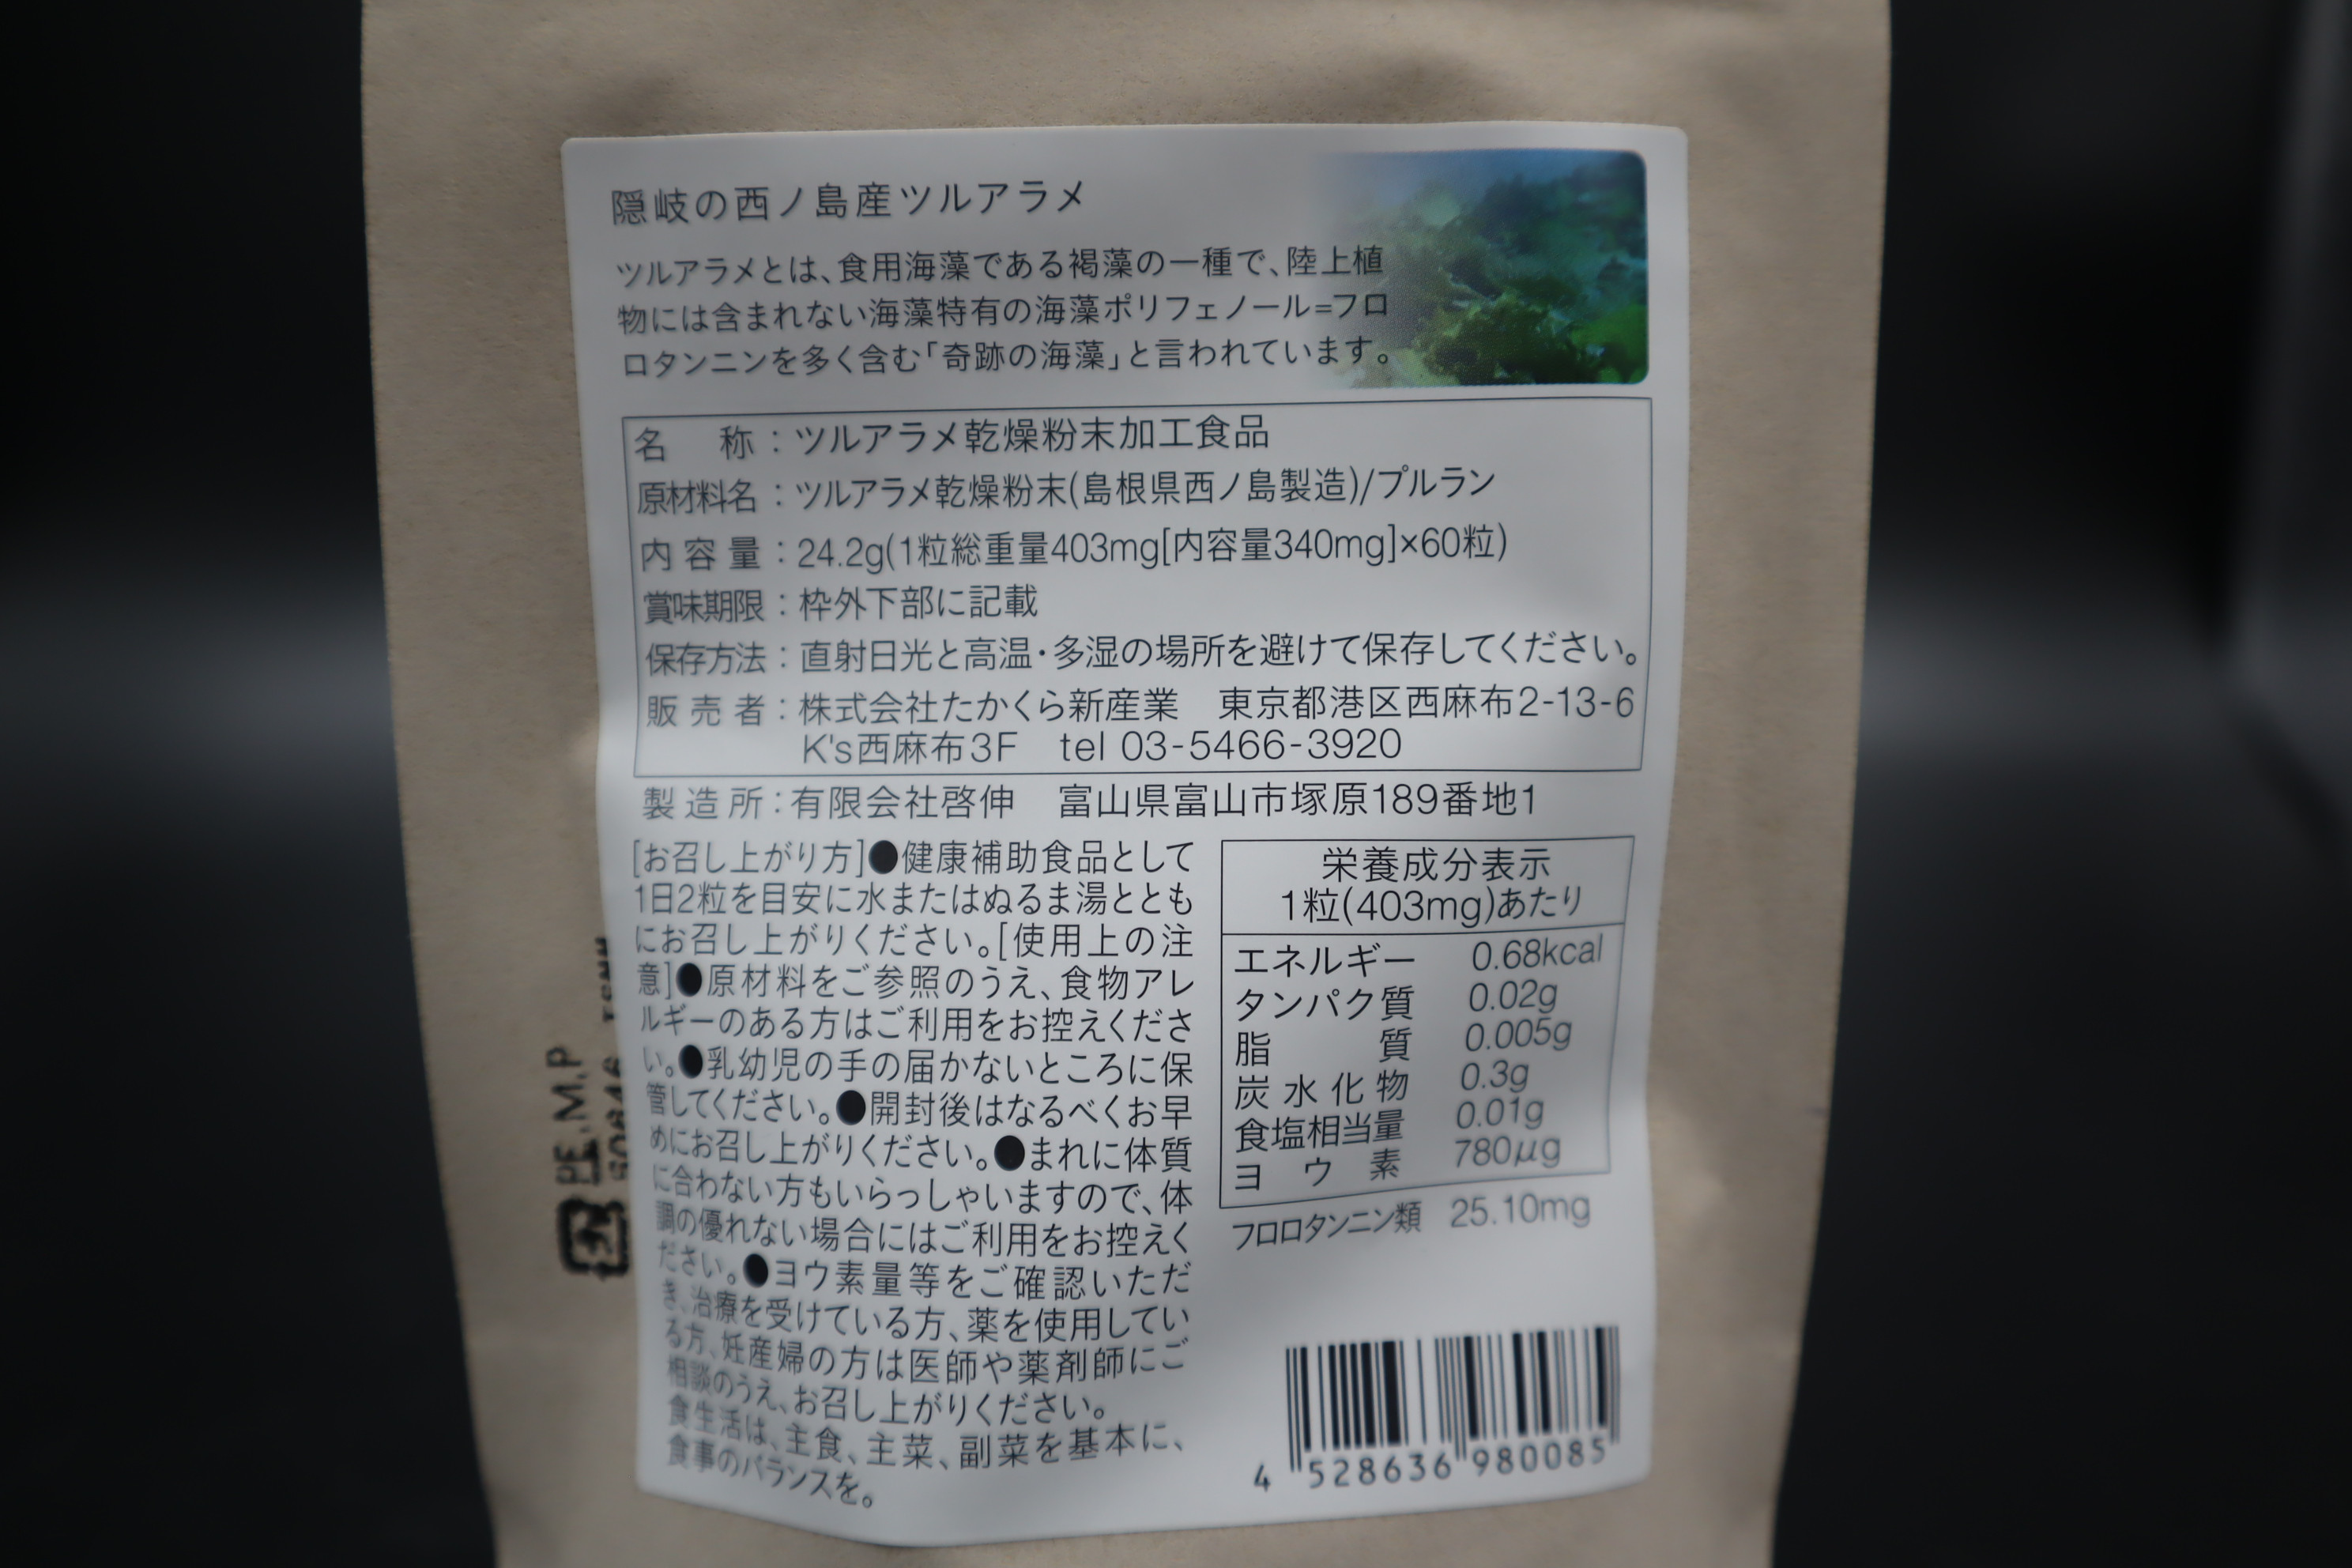 隠岐の西ノ島産ツルアラメ
ツルアラメとは、食用海藻である褐藻の一種で、陸上植
物には含まれない海藻特有の海藻ポリフェノール=フロ
ロタンニンを多く含む「奇跡の海藻」と言われています。
名　称：ツルアラメ乾燥粉末加工食品
原材料名：ツルアラメ乾燥粉末(島根県西ノ島製造)/プルラン
内容量：24.2g(1粒総重量403mg[内容量340mg]×60粒)
賞味期限：枠外下部に記載
保存方法：直射日光と高温・多湿の場所を避けて保存してください。
販売者：株式会社たかくら新産業　東京都港区西麻布2-13-6
K's西麻布3F　tel 03-5466-3920
製造所：有限会社啓伸　富山県富山市塚原189番地1
[お召し上がり方]●健康補助食品として
1日2粒を目安に水またはぬるま湯ととも
にお召し上がりください。[使用上の注
意]●原材料をご参照のうえ、食物アレ
ルギーのある方はご利用をお控えくださ
い。●乳幼児の手の届かないところに保
管してください。●開封後はなるべくお早
めにお召し上がりください。●まれに体質
に合わない方もいらっしゃいますので、体
調の優れない場合にはご利用をお控えく
ださい。●ヨウ素量等をご確認いただ
き、治療を受けている方、薬を使用してい
る方、妊産婦の方は医師や薬剤師にご
相談のうえ、お召し上がりください。
食生活は、主食、主菜、副菜を基本に、
食事のバランスを。
栄養成分表示
1粒(403mg)あたり
エネルギー 0.68kcal
タンパク質 0.02g
脂質 0.005g
炭水化物 0.3g
食塩相当量 0.01g
ヨウ素 780μg
フロロタンニン類 25.10mg
4 528636 980085
PE,M,P